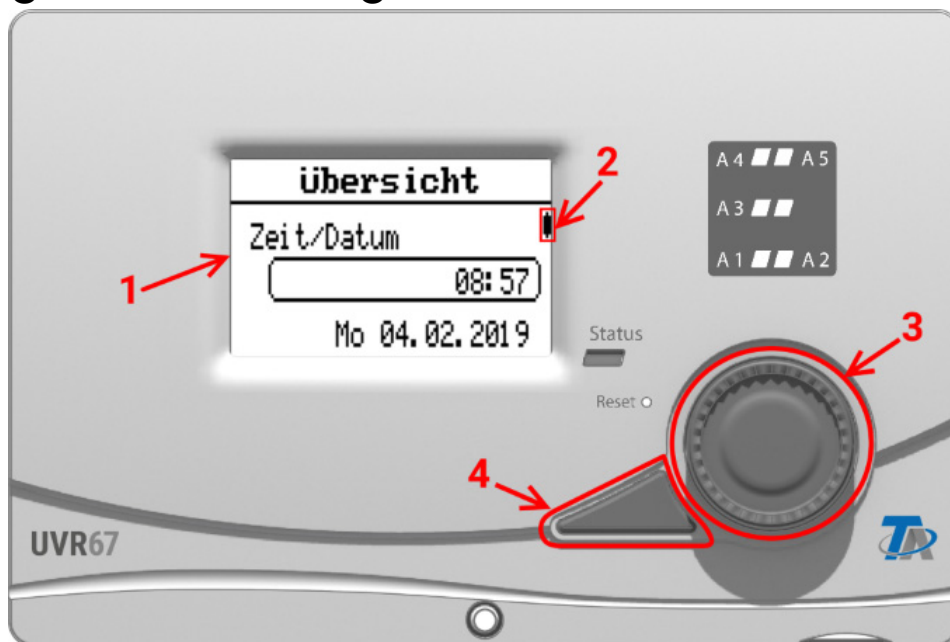 übersicht
2
A4 A5
Zeit/Datum
A3
1
08:57
A1 A2
Mo 04.02.2019
Status
3
Reset
4
UVR67
TA